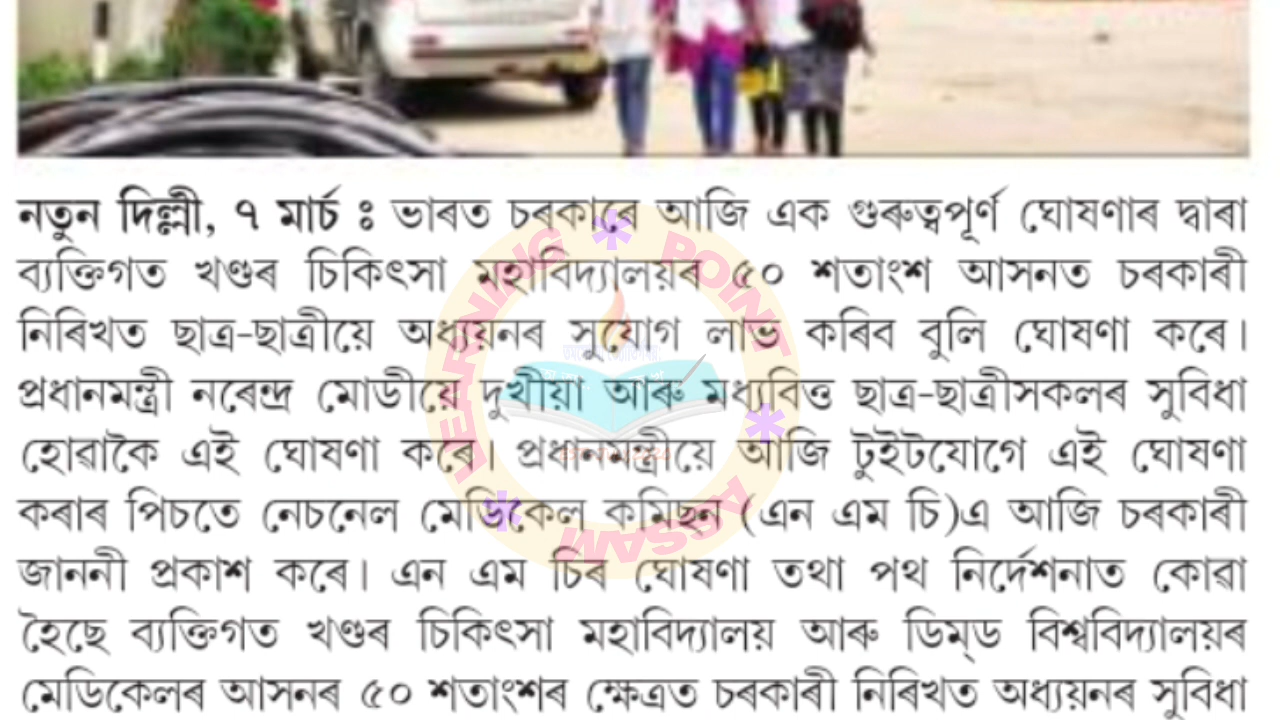 নতুন দিল্লী, ৭ মাৰ্চ ঃ ভাৰত চৰকাৰে আজি এক গুৰুত্বপূৰ্ণ ঘোষণাৰ দ্বাৰা
ব্যক্তিগত খণ্ডৰ চিকিৎসা মহাবিদ্যালয়ৰ ৫০ শতাংশ আসনত চৰকাৰী
নিৰিখত ছাত্ৰ-ছাত্ৰীয়ে অধ্যয়নৰ সুযোগ লাভ কৰিব বুলি ঘোষণা কৰে।
প্ৰধানমন্ত্ৰী নৰেন্দ্ৰ মোডীয়ে দুখীয়া আৰু মধ্যবিত্ত ছাত্ৰ-ছাত্ৰীসকলৰ সুবিধা
হোৱাকৈ এই ঘোষণা কৰে। প্ৰধানমন্ত্ৰীয়ে আজি টুইটযোগে এই ঘোষণা
কৰাৰ পিচতে নেচনেল মেডিকেল কমিছন (এন এম চি)এ আজি চৰকাৰী
জাননী প্ৰকাশ কৰে। এন এম চিৰ ঘোষণা তথা পথ নিৰ্দেশনাত কোৱা
হৈছে ব্যক্তিগত খণ্ডৰ চিকিৎসা মহাবিদ্যালয় আৰু ডিম্‌ড বিশ্ববিদ্যালয়ৰ
মেডিকেলৰ আসনৰ ৫০ শতাংশৰ ক্ষেত্ৰত চৰকাৰী নিৰিখত অধ্যয়নৰ সুবিধা
LEARNING POINT ASSAM